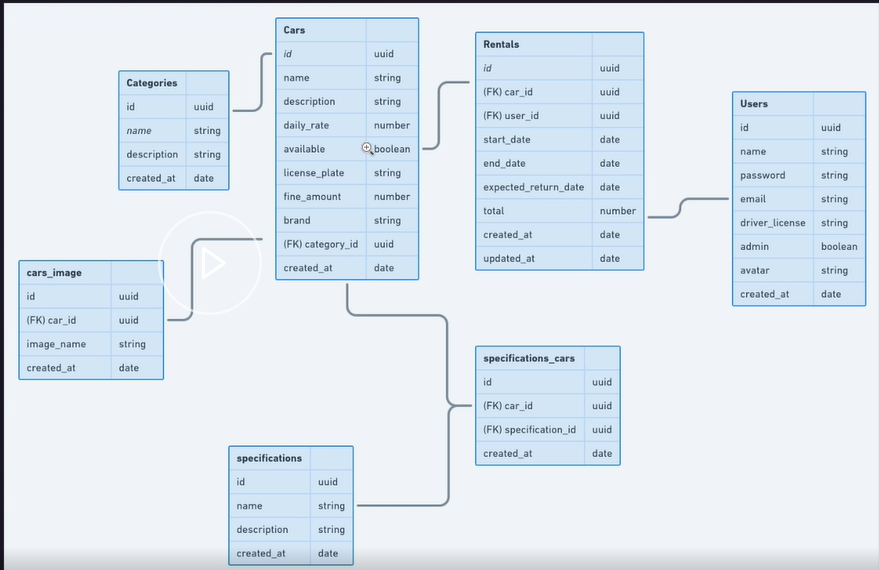 Categories
id uuid
name string
description string
created_at date
Cars
id uuid
name string
description string
daily_rate number
available boolean
license_plate string
fine_amount number
brand string
(FK) category_id uuid
created_at date
Rentals
id uuid
(FK) car_id uuid
(FK) user_id uuid
start_date date
end_date date
expected_return_date date
total number
created_at date
updated_at date
Users
id uuid
name string
password string
email string
driver_license string
admin boolean
avatar string
created_at date
cars_image
id uuid
(FK) car_id uuid
image_name string
created_at date
specifications_cars
id uuid
(FK) car_id uuid
(FK) specification_id uuid
created_at date
specifications
id uuid
name string
description string
created_at date